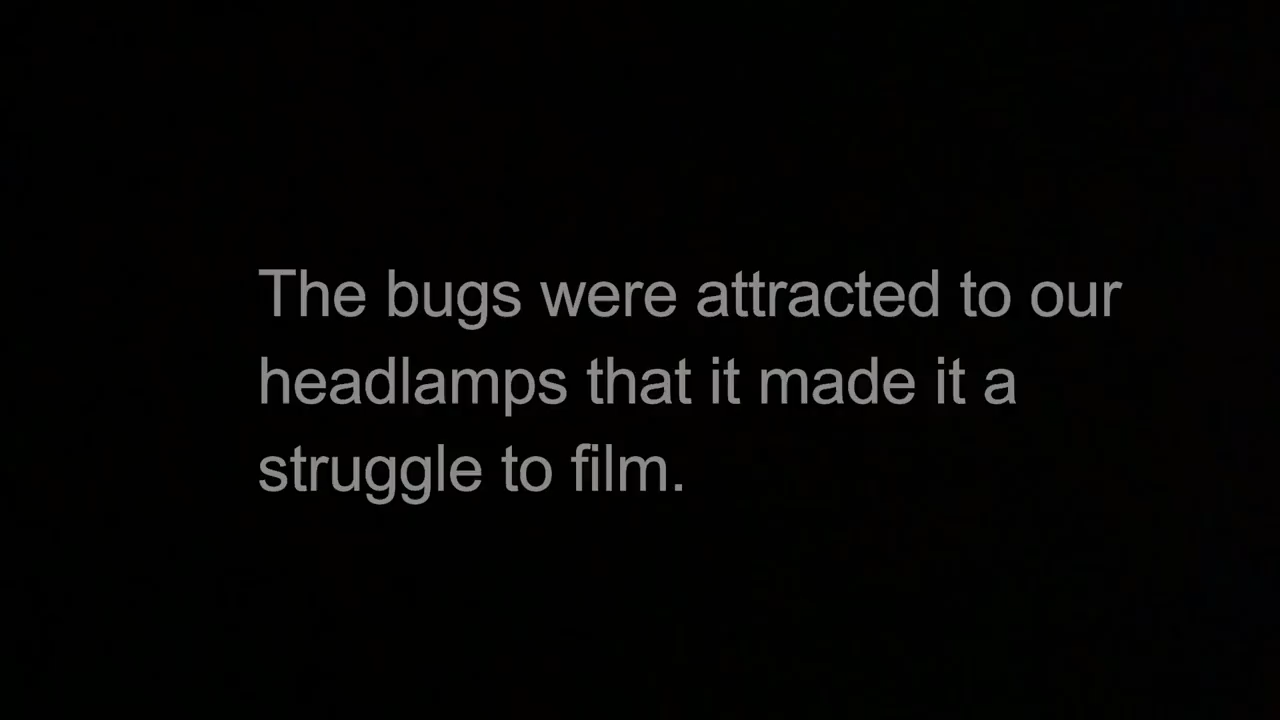 The bugs were attracted to our
headlamps that it made it a
struggle to film.